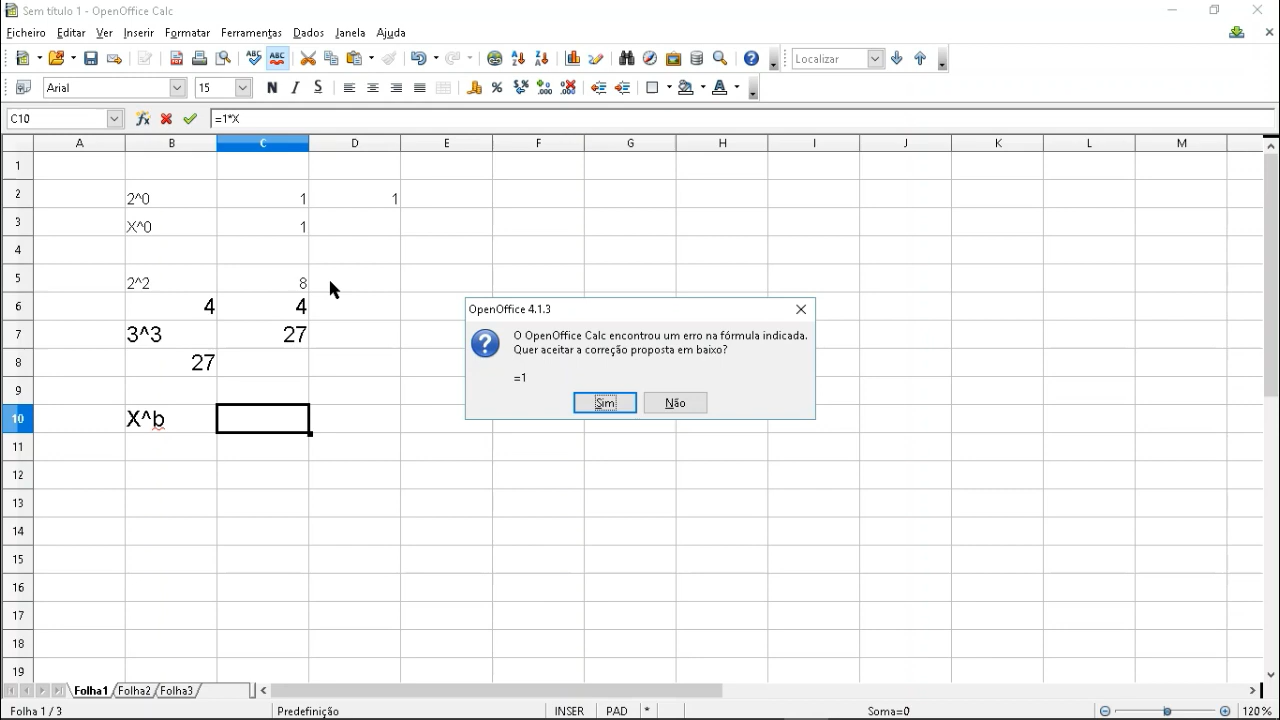 Sem título 1 - OpenOffice Calc
Ficheiro Editar Ver Inserir Formatar Ferramentas Dados Janela Ajuda
Localizar
Arial 15 N I S
C10 =1*X
A B C D E F G H I J K L M
1
2 2^0 1 1
3 X^0 1
4
5 2^2 8
6 4 4
7 3^3 27
8 27
9
10 X^b
11
12
13
14
15
16
17
18
19
OpenOffice 4.1.3
O OpenOffice Calc encontrou um erro na fórmula indicada.
Quer aceitar a correção proposta em baixo?
=1
Sim Não
Folha1 Folha2 Folha3
Folha 1 / 3 Predefinição INSER PAD * Soma=0 120%